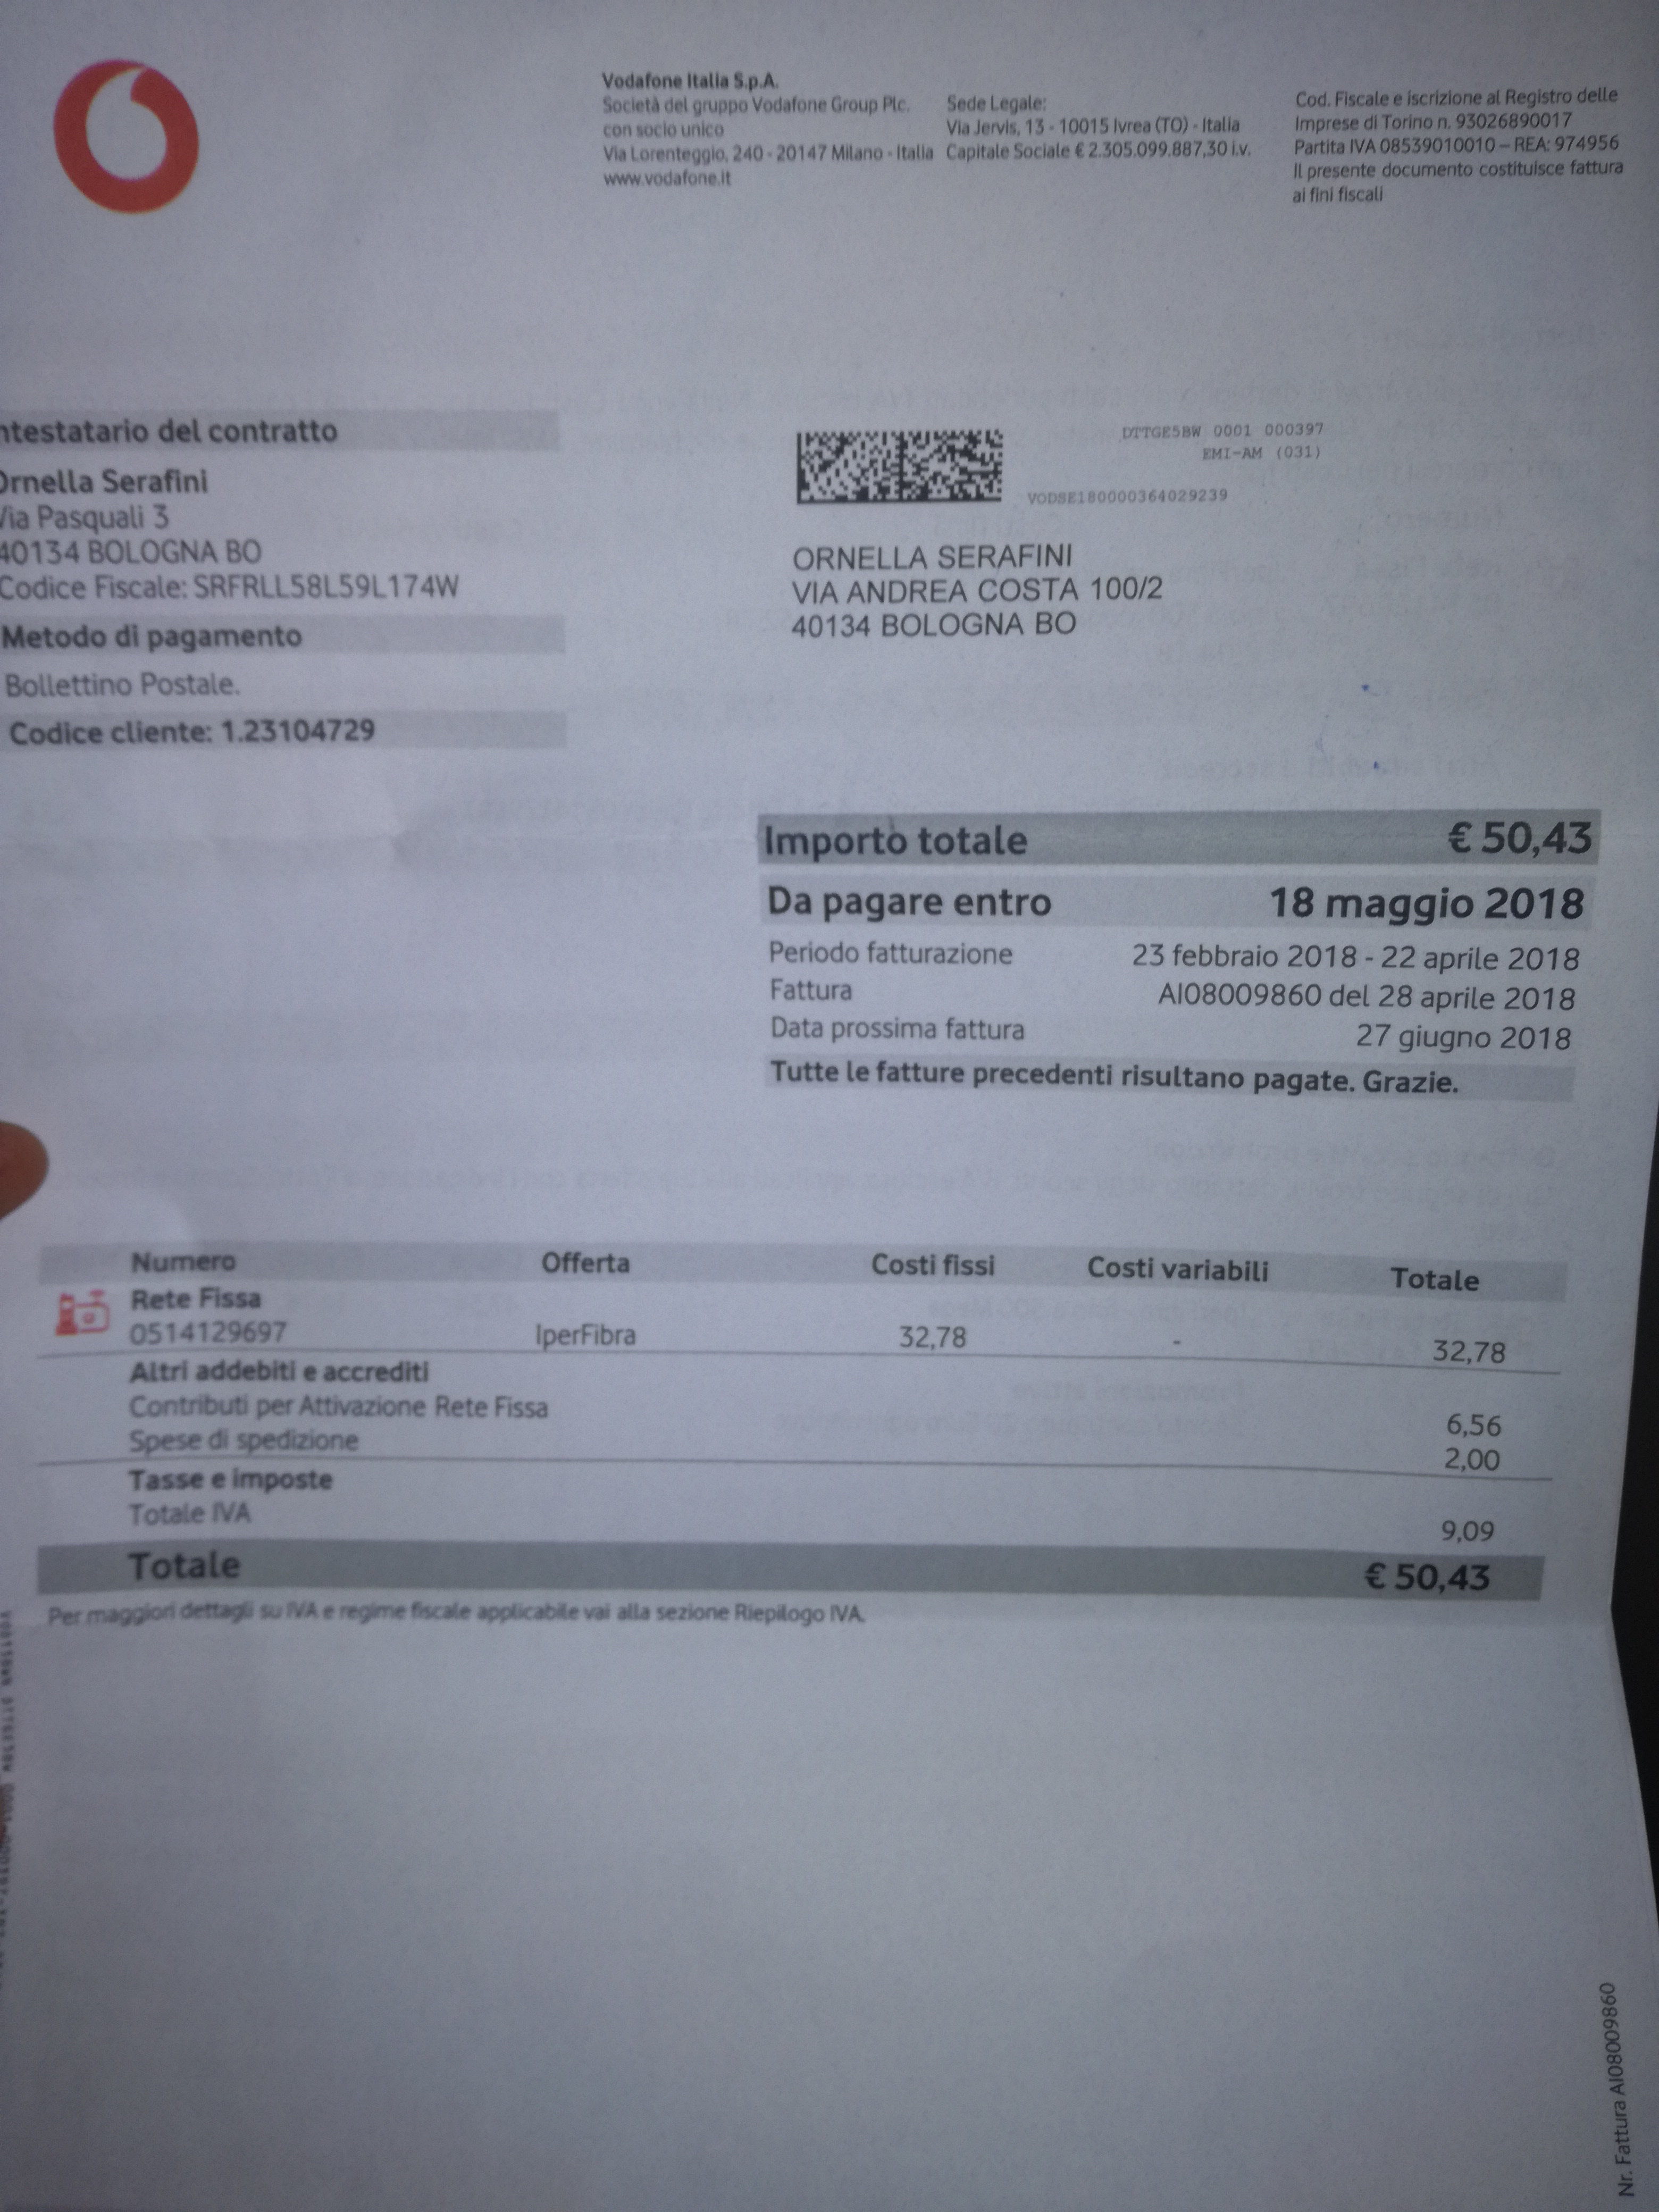 Vodafone Italia S.p.A.
Società del gruppo Vodafone Group Plc.
con socio unico
Via Lorenteggio, 240 - 20147 Milano - Italia
www.vodafone.it
Sede Legale:
Via Jervis, 13 - 10015 Ivrea (TO) - Italia
Capitale Sociale € 2.305.099.887,30 i.v.
Cod. Fiscale e iscrizione al Registro delle
Imprese di Torino n. 93026890017
Partita IVA 08539010010 – REA: 974956
Il presente documento costituisce fattura
ai fini fiscali
ntestatario del contratto
Ornella Serafini
Via Pasquali 3
40134 BOLOGNA BO
Codice Fiscale: SRFRLL58L59L174W
Metodo di pagamento
Bollettino Postale.
Codice cliente: 1.23104729
DTTGE5BW 0001 000397
EMI-AM (031)
VODSE180000364029239
ORNELLA SERAFINI
VIA ANDREA COSTA 100/2
40134 BOLOGNA BO
Importo totale € 50,43
Da pagare entro 18 maggio 2018
Periodo fatturazione 23 febbraio 2018 - 22 aprile 2018
Fattura AI08009860 del 28 aprile 2018
Data prossima fattura 27 giugno 2018
Tutte le fatture precedenti risultano pagate. Grazie.
Numero Offerta Costi fissi Costi variabili Totale
Rete Fissa
0514129697 IperFibra 32,78 - 32,78
Altri addebiti e accrediti
Contributi per Attivazione Rete Fissa 6,56
Spese di spedizione 2,00
Tasse e imposte
Totale IVA 9,09
Totale € 50,43
Per maggiori dettagli su IVA e regime fiscale applicabile vai alla sezione Riepilogo IVA.
Nr. Fattura AI08009860